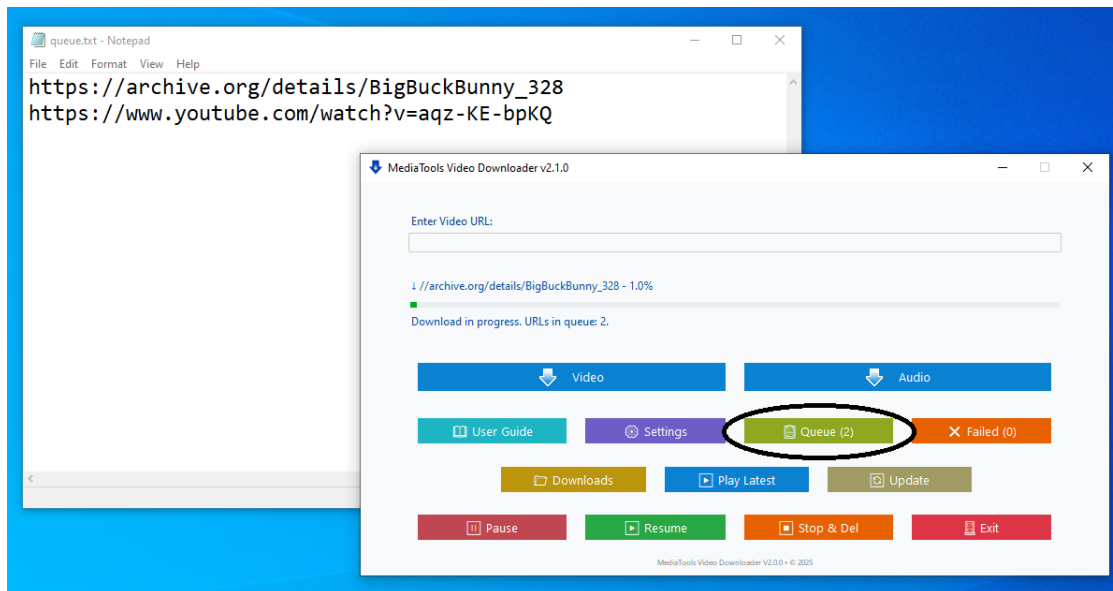 queue.txt - Notepad
File Edit Format View Help
https://archive.org/details/BigBuckBunny_328
https://www.youtube.com/watch?v=aqz-KE-bpKQ
MediaTools Video Downloader v2.1.0
Enter Video URL:
↓ //archive.org/details/BigBuckBunny_328 - 1.0%
Download in progress. URLs in queue: 2.
Video Audio
User Guide Settings Queue (2) Failed (0)
Downloads Play Latest Update
Pause Resume Stop & Del Exit
MediaTools Video Downloader V2.0.0 • © 2025